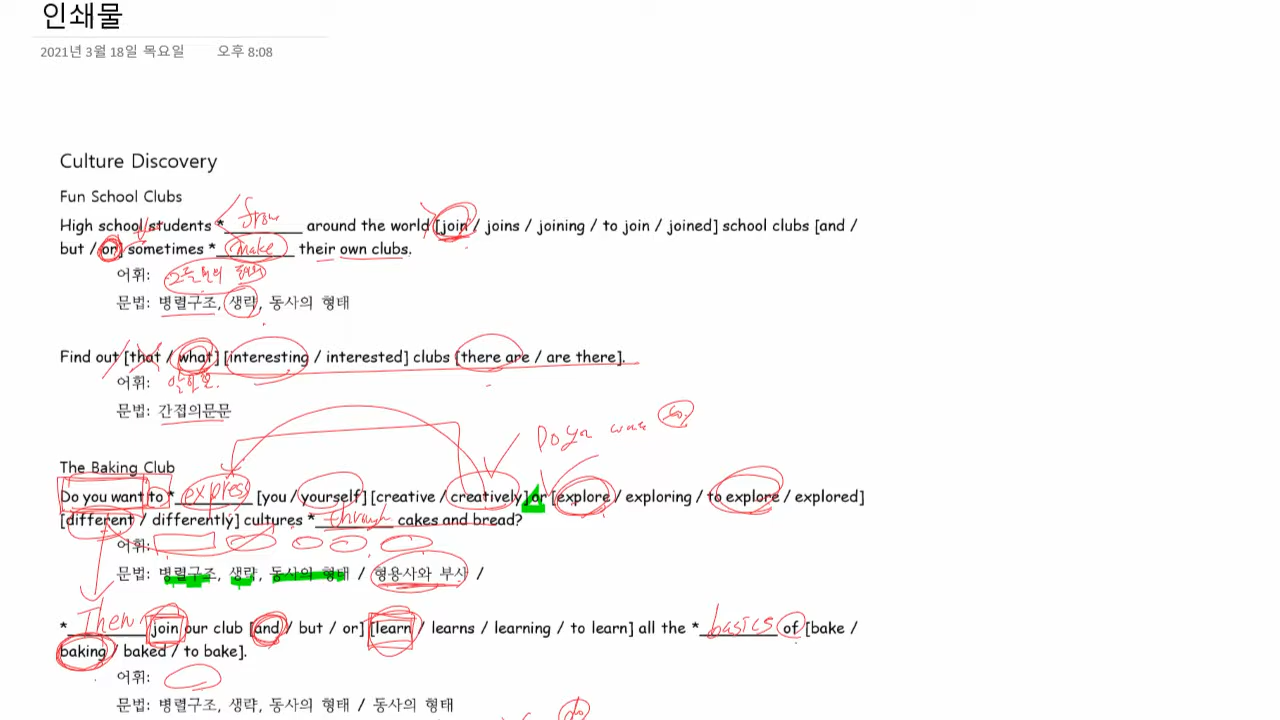 인쇄물
2021년 3월 18일 목요일 오후 8:08
Culture Discovery
Fun School Clubs
from
High school students *________ around the world [join / joins / joining / to join / joined] school clubs [and /
but / or] sometimes *make their own clubs.
어휘:
문법: 병렬구조, 생략, 동사의 형태
Find out [that / what] [interesting / interested] clubs [there are / are there].
어휘:
문법: 간접의문문
Do you want to
The Baking Club
Do you want to *express [you / yourself] [creative / creatively] or [explore / exploring / to explore / explored]
[different / differently] cultures *through cakes and bread?
어휘:
문법: 병렬구조, 생략, 동사의 형태 / 형용사와 부사 /
*Then join our club [and / but / or] [learn / learns / learning / to learn] all the *basics of [bake /
baking / baked / to bake].
어휘:
문법: 병렬구조, 생략, 동사의 형태 / 동사의 형태